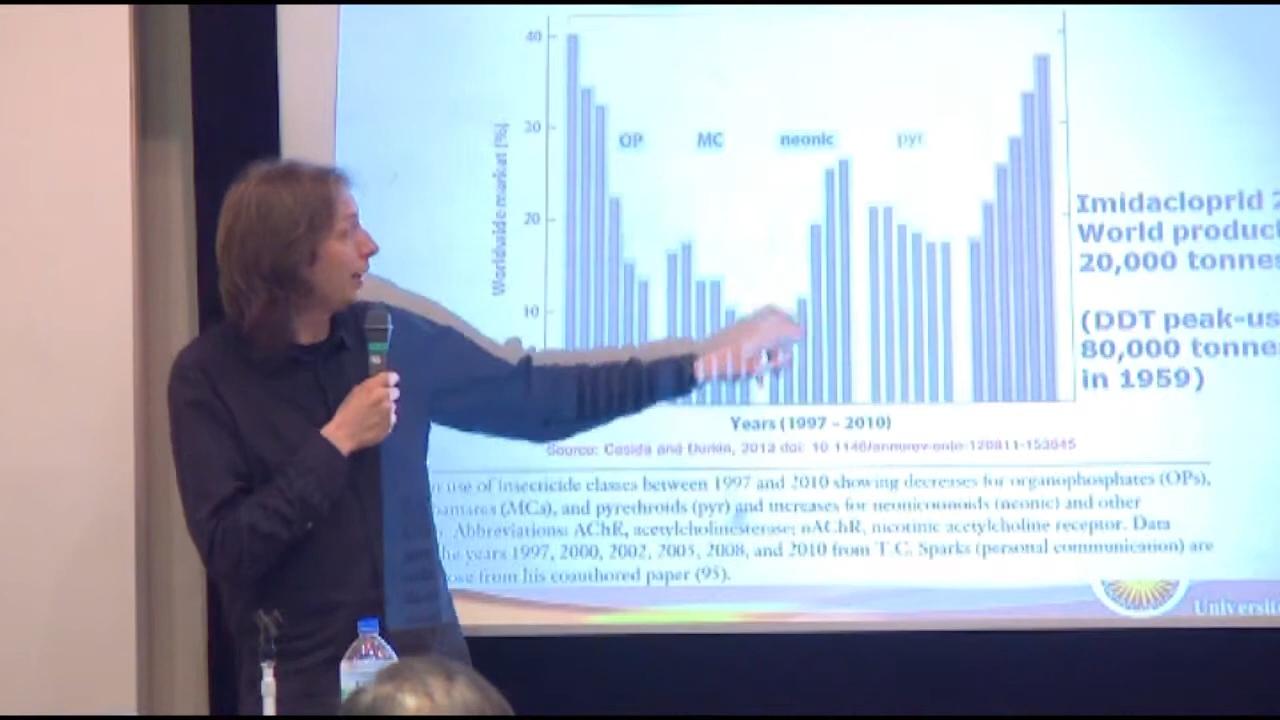 40
30
20
10
Worldwide market (%)
OP MC neonic pyr
Years (1997 – 2010)
Source: Casida and Durkin, 2013 doi: 10.1146/annurev-ento-120811-153645
use of insecticide classes between 1997 and 2010 showing decreases for organophosphates (OPs),
(MCs), and pyrethroids (pyr) and increases for neonicotinoids (neonic) and other
Abbreviations: AChE, acetylcholinesterase; nAChR, nicotinic acetylcholine receptor. Data
he years 1997, 2000, 2002, 2005, 2008, and 2010 from T.C. Sparks (personal communication) are
ose from his coauthored paper (95).
Imidacloprid 2
World product
20,000 tonnes
(DDT peak-us
80,000 tonne
in 1959)
Universit